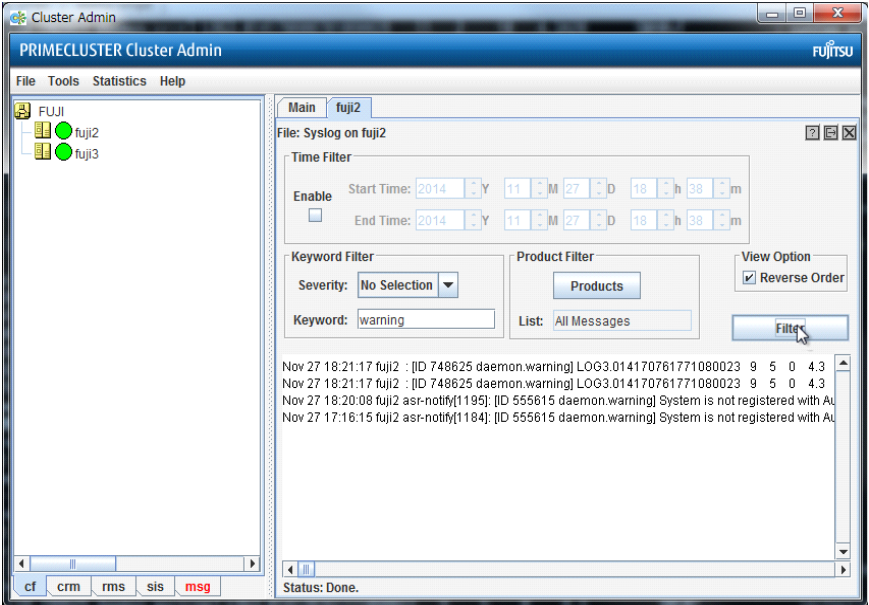 Cluster Admin
PRIMECLUSTER Cluster Admin
FUJITSU
File Tools Statistics Help
FUJI
fuji2
fuji3
Main fuji2
File: Syslog on fuji2
?
Time Filter
Enable
Start Time: 2014 Y 11 M 27 D 18 h 38 m
End Time: 2014 Y 11 M 27 D 18 h 38 m
Keyword Filter
Severity: No Selection
Keyword: warning
Product Filter
Products
List: All Messages
View Option
Reverse Order
Filter
Nov 27 18:21:17 fuji2 : [ID 748625 daemon.warning] LOG3.014170761771080023 9 5 0 4.3
Nov 27 18:21:17 fuji2 : [ID 748625 daemon.warning] LOG3.014170761771080023 9 5 0 4.3
Nov 27 18:20:08 fuji2 asr-notify[1195]: [ID 555615 daemon.warning] System is not registered with Au
Nov 27 17:16:15 fuji2 asr-notify[1184]: [ID 555615 daemon.warning] System is not registered with Au
cf crm rms sis msg
Status: Done.